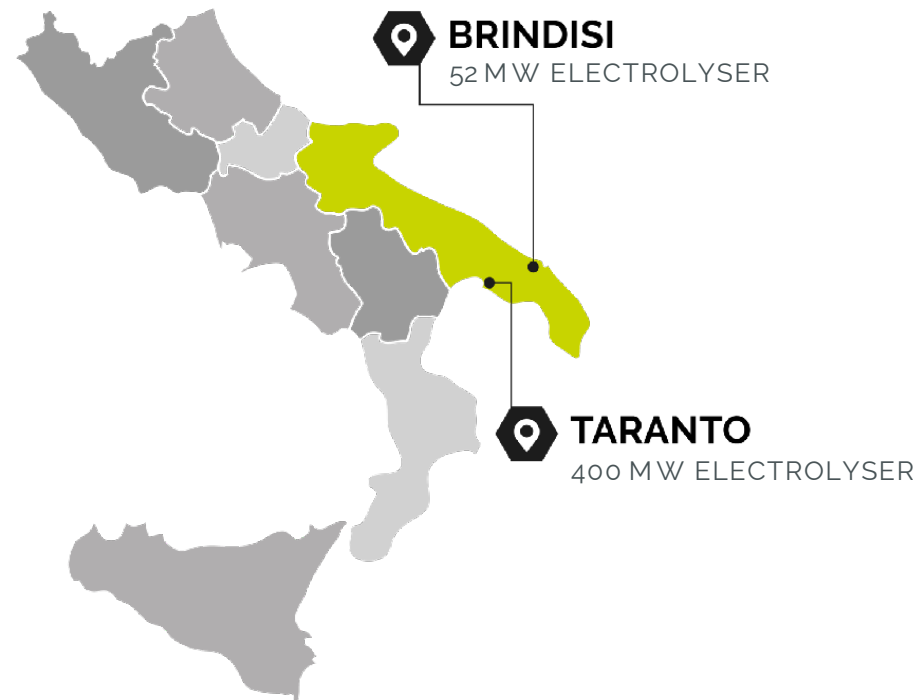 BRINDISI
52 MW ELECTROLYSER
TARANTO
400 MW ELECTROLYSER